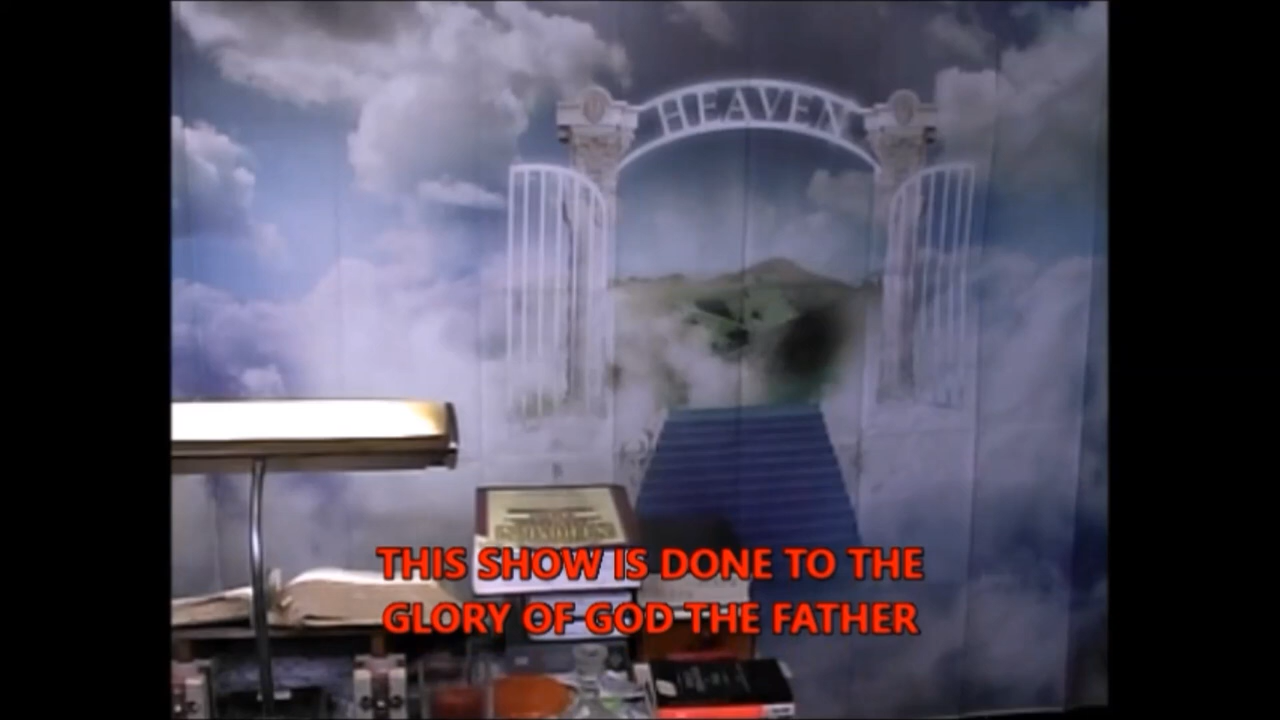 HEAVEN
THIS SHOW IS DONE TO THE
GLORY OF GOD THE FATHER